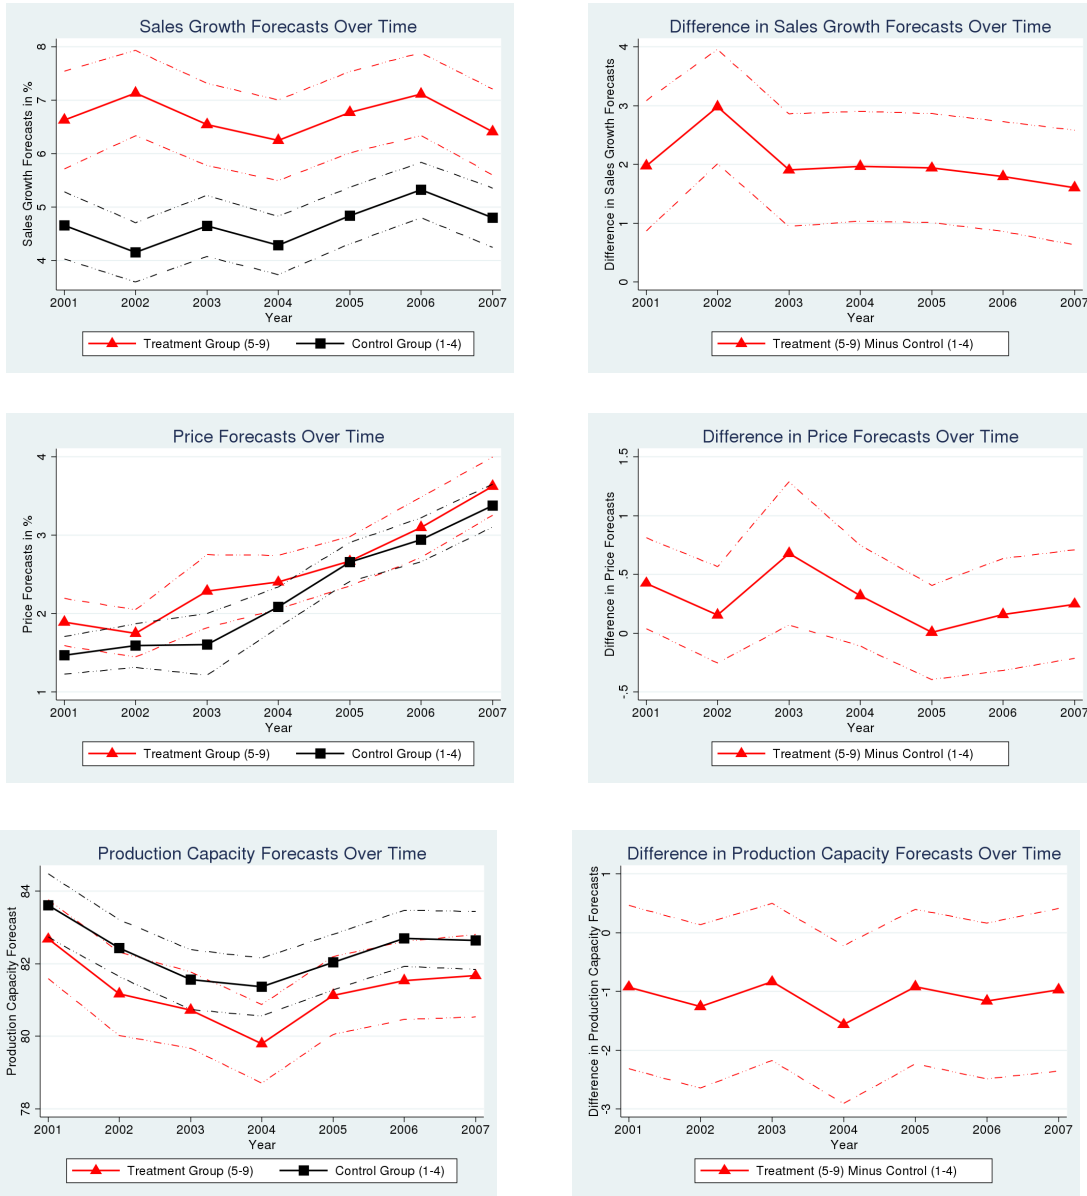 Sales Growth Forecasts Over Time
Sales Growth Forecasts in %
8
7
6
5
4
2001 2002 2003 2004 2005 2006 2007
Year
Treatment Group (5-9) Control Group (1-4)
Difference in Sales Growth Forecasts Over Time
Difference in Sales Growth Forecasts
4
3
2
1
0
2001 2002 2003 2004 2005 2006 2007
Year
Treatment (5-9) Minus Control (1-4)
Price Forecasts Over Time
Price Forecasts in %
4
3
2
1
2001 2002 2003 2004 2005 2006 2007
Year
Treatment Group (5-9) Control Group (1-4)
Difference in Price Forecasts Over Time
Difference in Price Forecasts
1.5
1
.5
0
-.5
2001 2002 2003 2004 2005 2006 2007
Year
Treatment (5-9) Minus Control (1-4)
Production Capacity Forecasts Over Time
Production Capacity Forecast
84
82
80
78
2001 2002 2003 2004 2005 2006 2007
Year
Treatment Group (5-9) Control Group (1-4)
Difference in Production Capacity Forecasts Over Time
Difference in Production Capacity Forecasts
1
0
-1
-2
-3
2001 2002 2003 2004 2005 2006 2007
Year
Treatment (5-9) Minus Control (1-4)